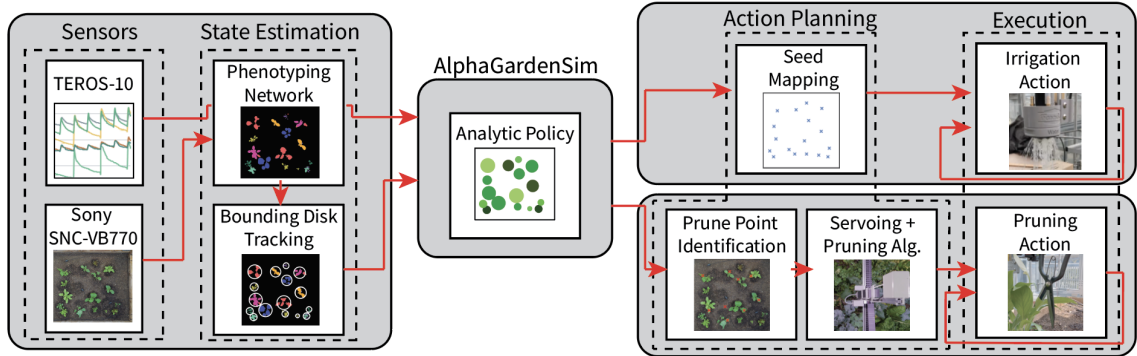 Sensors
State Estimation
TEROS-10
Sony
SNC-VB770
Phenotyping
Network
Bounding Disk
Tracking
AlphaGardenSim
Analytic Policy
Action Planning
Execution
Seed
Mapping
Irrigation
Action
Prune Point
Identification
Servoing +
Pruning Alg.
Pruning
Action